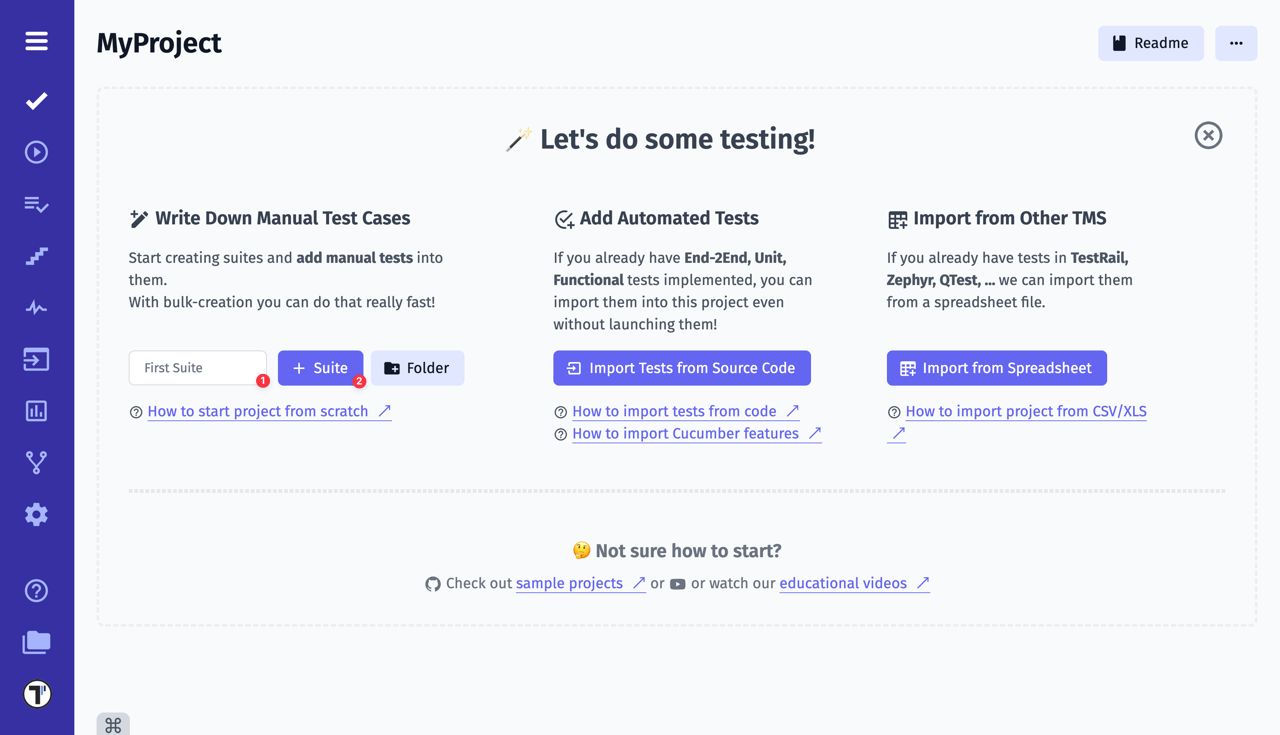 MyProject
Readme
Let's do some testing!
Write Down Manual Test Cases
Start creating suites and add manual tests into
them.
With bulk-creation you can do that really fast!
First Suite
1
Suite
2
Folder
How to start project from scratch
Add Automated Tests
If you already have End-2End, Unit,
Functional tests implemented, you can
import them into this project even
without launching them!
Import Tests from Source Code
How to import tests from code
How to import Cucumber features
Import from Other TMS
If you already have tests in TestRail,
Zephyr, QTest, ... we can import them
from a spreadsheet file.
Import from Spreadsheet
How to import project from CSV/XLS
Not sure how to start?
Check out sample projects or or watch our educational videos